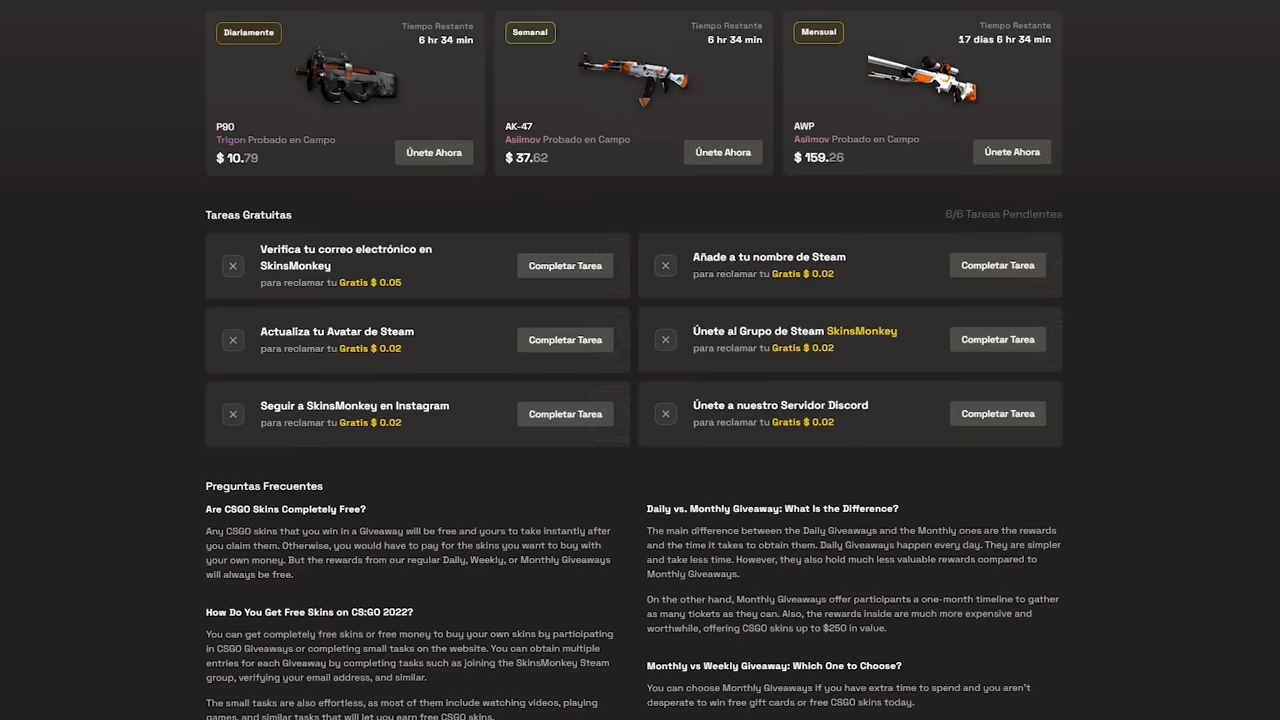 Diariamente
Tiempo Restante
6 hr 34 min
P90
Trigon Probado en Campo
$ 10.79
Únete Ahora
Semanal
Tiempo Restante
6 hr 34 min
AK-47
Asiimov Probado en Campo
$ 37.62
Únete Ahora
Mensual
Tiempo Restante
17 días 6 hr 34 min
AWP
Asiimov Probado en Campo
$ 159.26
Únete Ahora
Tareas Gratuitas
6/6 Tareas Pendientes
Verifica tu correo electrónico en
SkinsMonkey
para reclamar tu Gratis $ 0.05
Completar Tarea
Añade a tu nombre de Steam
para reclamar tu Gratis $ 0.02
Completar Tarea
Actualiza tu Avatar de Steam
para reclamar tu Gratis $ 0.02
Completar Tarea
Únete al Grupo de Steam SkinsMonkey
para reclamar tu Gratis $ 0.02
Completar Tarea
Seguir a SkinsMonkey en Instagram
para reclamar tu Gratis $ 0.02
Completar Tarea
Únete a nuestro Servidor Discord
para reclamar tu Gratis $ 0.02
Completar Tarea
Preguntas Frecuentes
Are CSGO Skins Completely Free?
Any CSGO skins that you win in a Giveaway will be free and yours to take instantly after
you claim them. Otherwise, you would have to pay for the skins you want to buy with
your own money. But the rewards from our regular Daily, Weekly, or Monthly Giveaways
will always be free.
How Do You Get Free Skins on CS:GO 2022?
You can get completely free skins or free money to buy your own skins by participating
in CSGO Giveaways or completing small tasks on the website. You can obtain multiple
entries for each Giveaway by completing tasks such as joining the SkinsMonkey Steam
group, verifying your email address, and similar.
The small tasks are also effortless, as most of them include watching videos, playing
games, and similar tasks that will let you earn free CSGO skins.
Daily vs. Monthly Giveaway: What Is the Difference?
The main difference between the Daily Giveaways and the Monthly ones are the rewards
and the time it takes to obtain them. Daily Giveaways happen every day. They are simpler
and take less time. However, they also hold much less valuable rewards compared to
Monthly Giveaways.
On the other hand, Monthly Giveaways offer participants a one-month timeline to gather
as many tickets as they can. Also, the rewards inside are much more expensive and
worthwhile, offering CSGO skins up to $250 in value.
Monthly vs Weekly Giveaway: Which One to Choose?
You can choose Monthly Giveaways if you have extra time to spend and you aren't
desperate to win free gift cards or free CSGO skins today.